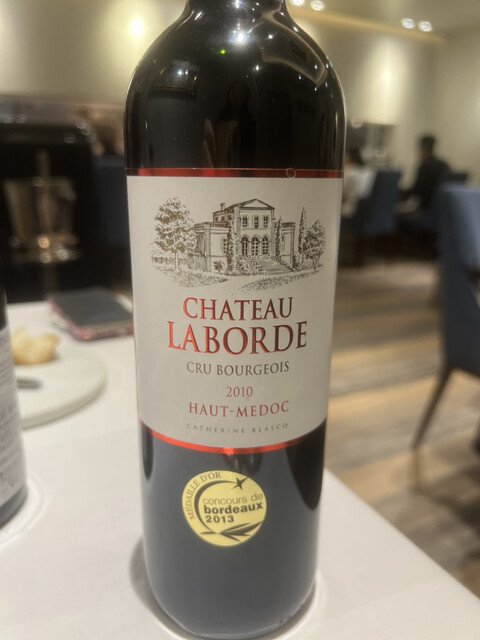 CHATEAU
LABORDE
CRU BOURGEOIS
2010
HAUT-MEDOC
CATHERINE BLASCO
MÉDAILLE D'OR
concours de
bordeaux
2013